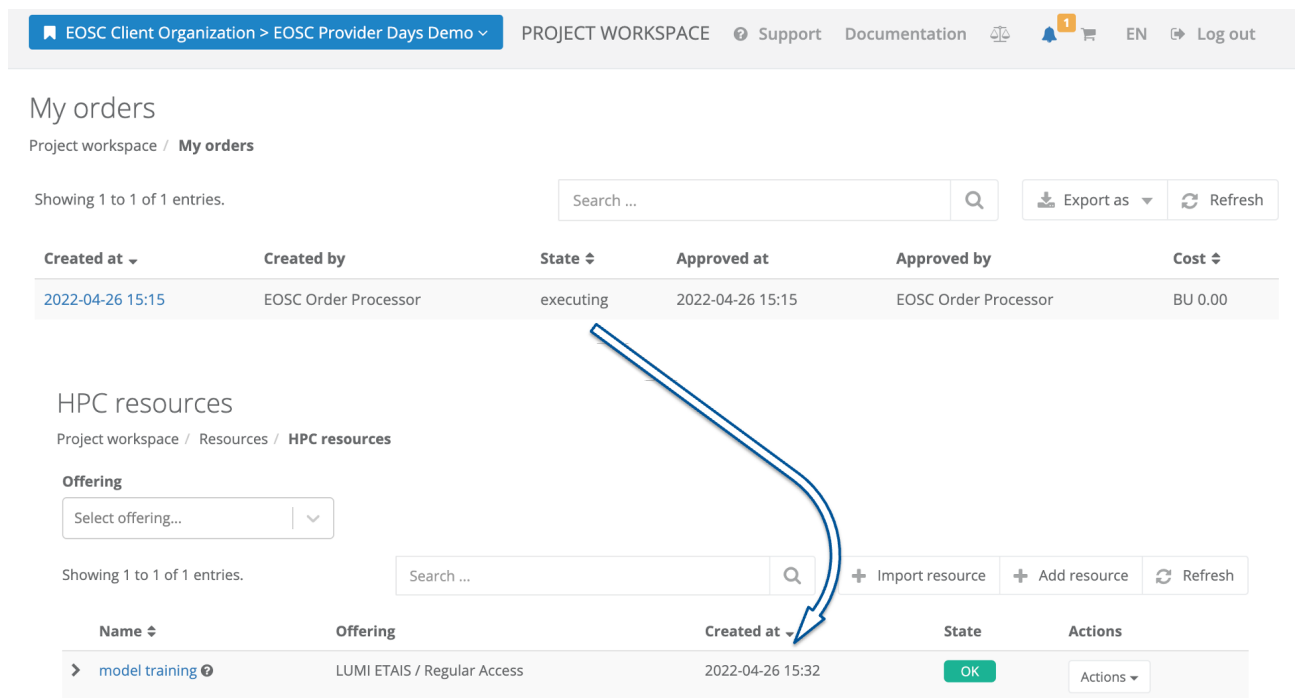 EOSC Client Organization > EOSC Provider Days Demo PROJECT WORKSPACE Support Documentation 1 EN Log out
My orders
Project workspace / My orders
Showing 1 to 1 of 1 entries. Search ... Export as Refresh
Created at Created by State Approved at Approved by Cost
2022-04-26 15:15 EOSC Order Processor executing 2022-04-26 15:15 EOSC Order Processor BU 0.00
HPC resources
Project workspace / Resources / HPC resources
Offering
Select offering...
Showing 1 to 1 of 1 entries. Search ... Import resource Add resource Refresh
Name Offering Created at State Actions
model training LUMI ETAIS / Regular Access 2022-04-26 15:32 OK Actions